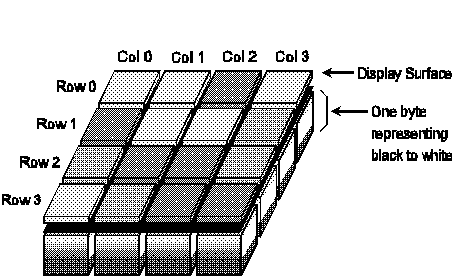 Col 0 Col 1 Col 2 Col 3
Row 0
Display Surface
Row 1
One byte
representing
black to white
Row 2
Row 3